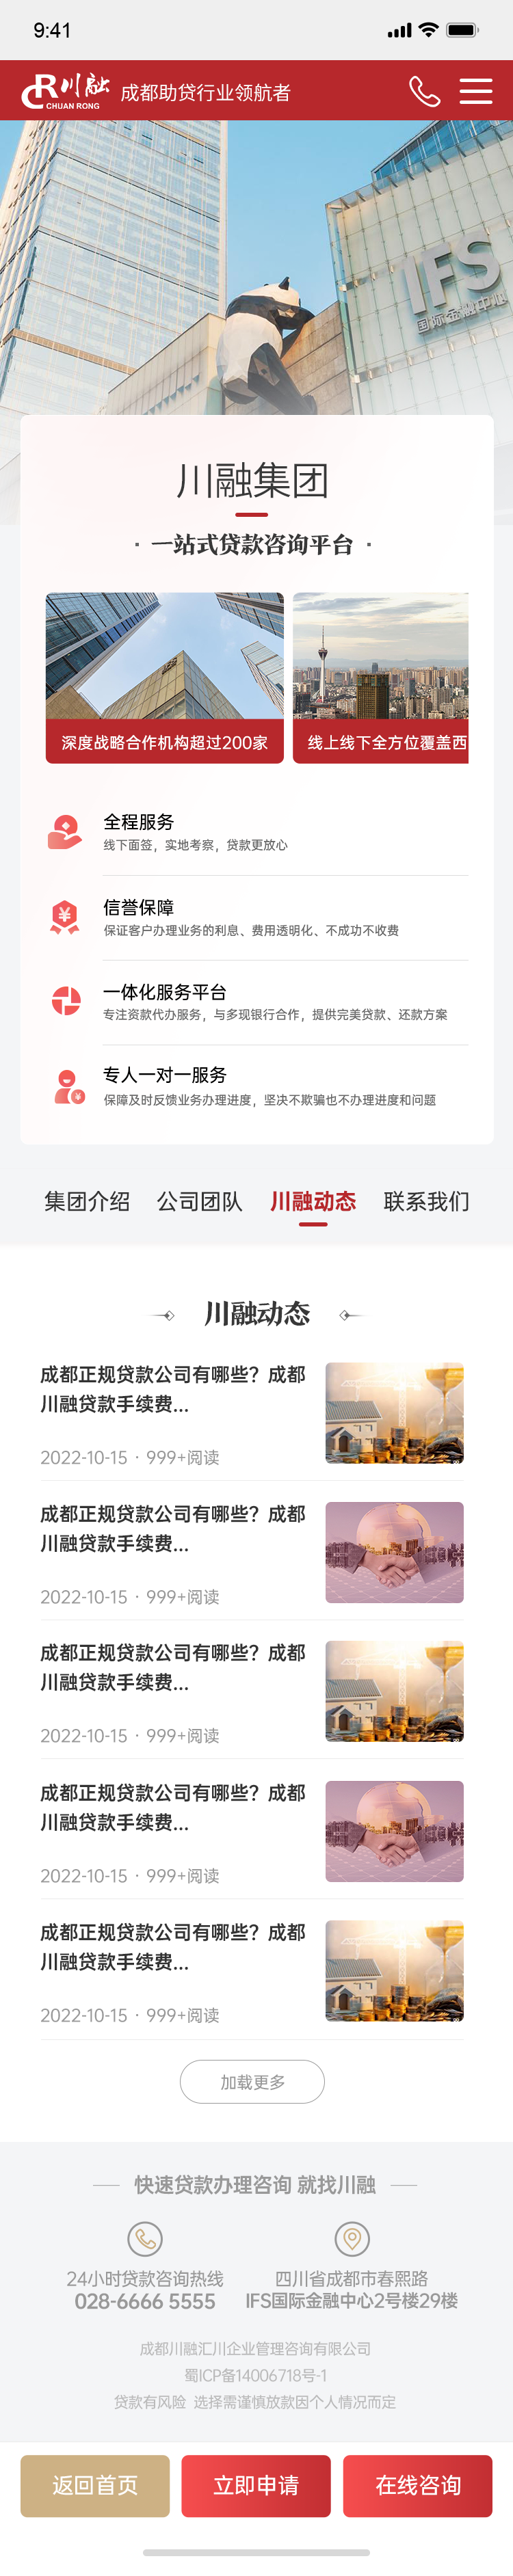 9:41
CR川融
CHUAN RONG
成都助贷行业领航者
IFS
国际金融中心
川融集团
· 一站式贷款咨询平台 ·
深度战略合作机构超过200家
线上线下全方位覆盖西
全程服务
线下面签，实地考察，贷款更放心
信誉保障
保证客户办理业务的利息、费用透明化、不成功不收费
一体化服务平台
专注资款代办服务，与多现银行合作，提供完美贷款、还款方案
专人一对一服务
保障及时反馈业务办理进度，坚决不欺骗也不办理进度和问题
集团介绍 公司团队 川融动态 联系我们
川融动态
成都正规贷款公司有哪些？成都
川融贷款手续费...
2022-10-15 · 999+阅读
成都正规贷款公司有哪些？成都
川融贷款手续费...
2022-10-15 · 999+阅读
成都正规贷款公司有哪些？成都
川融贷款手续费...
2022-10-15 · 999+阅读
成都正规贷款公司有哪些？成都
川融贷款手续费...
2022-10-15 · 999+阅读
成都正规贷款公司有哪些？成都
川融贷款手续费...
2022-10-15 · 999+阅读
加载更多
快速贷款办理咨询 就找川融
24小时贷款咨询热线
028-6666 5555
四川省成都市春熙路
IFS国际金融中心2号楼29楼
成都川融汇川企业管理咨询有限公司
蜀ICP备14006718号-1
贷款有风险 选择需谨慎放款因个人情况而定
返回首页 立即申请 在线咨询